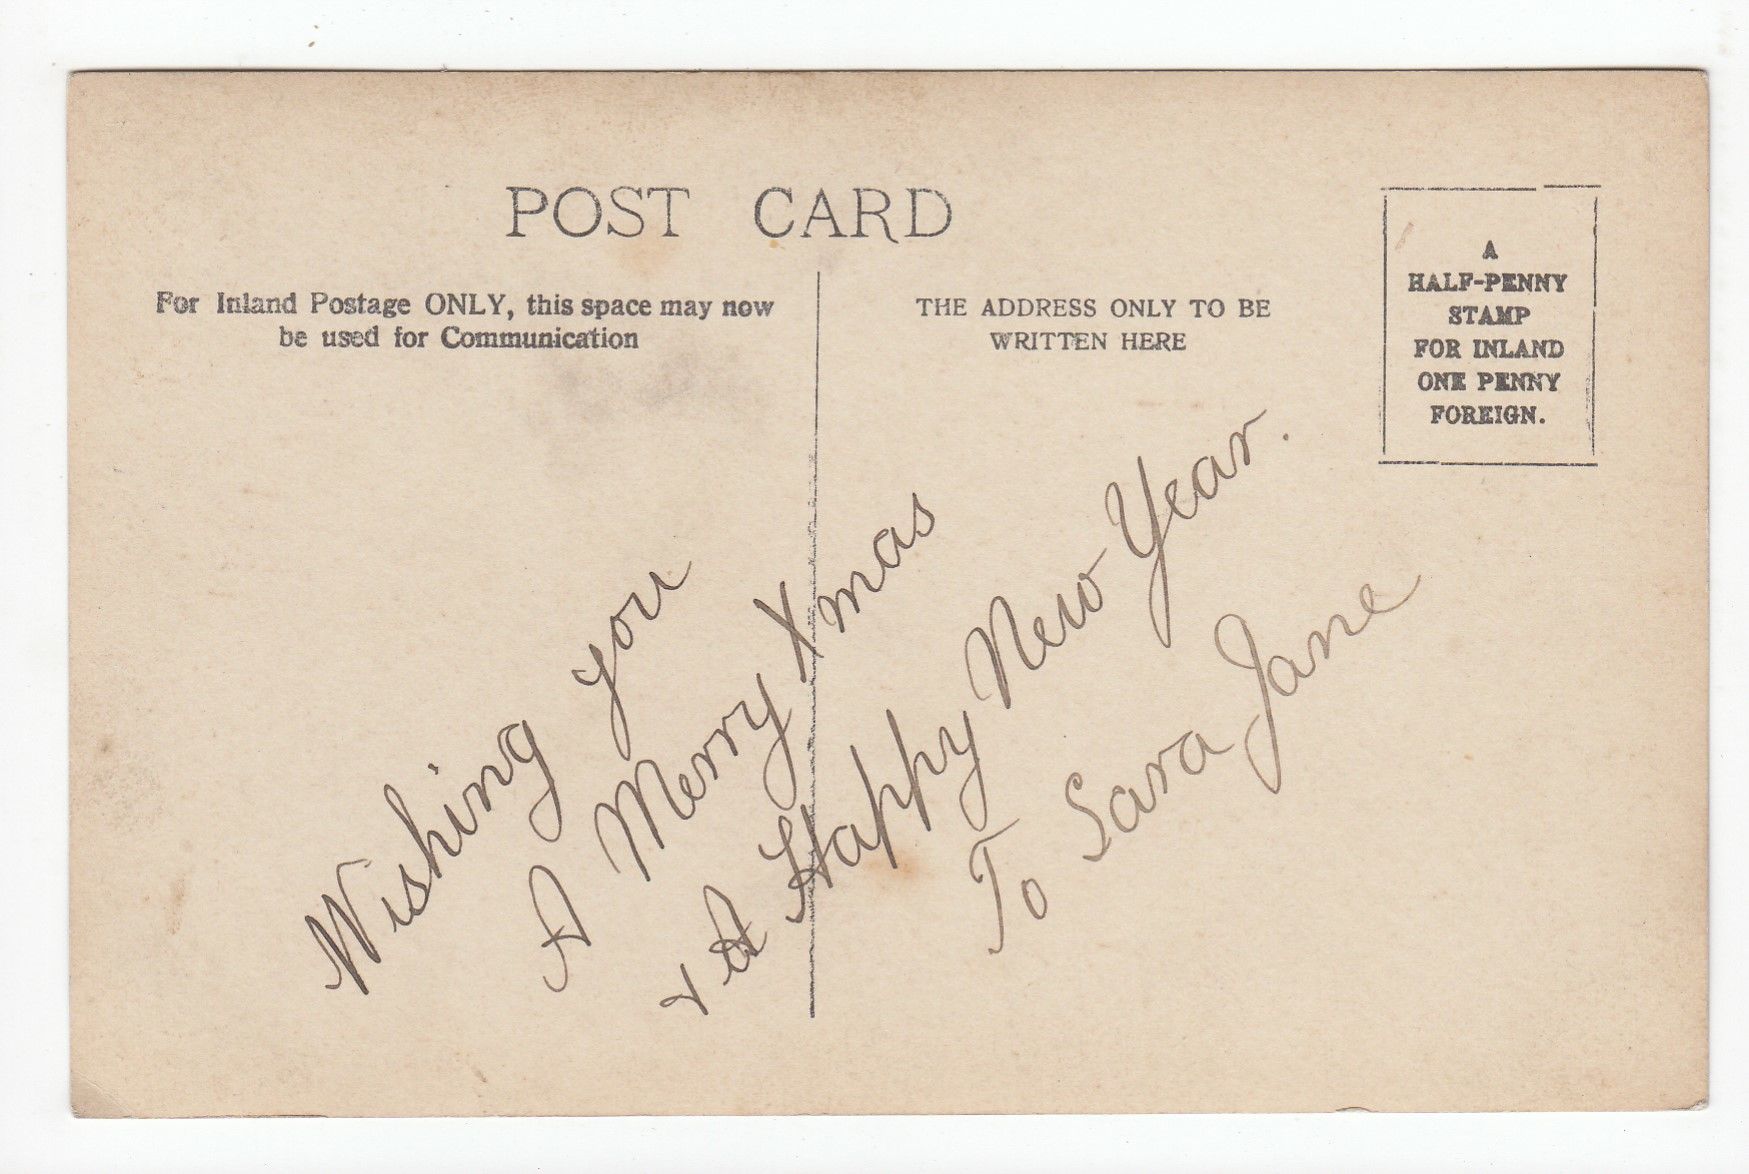 POST CARD
For Inland Postage ONLY, this space may now
be used for Communication
THE ADDRESS ONLY TO BE
WRITTEN HERE
A
HALF-PENNY
STAMP
FOR INLAND
ONE PENNY
FOREIGN.
Wishing you
A Merry Xmas
& A Happy New Year.
To Sara Jane